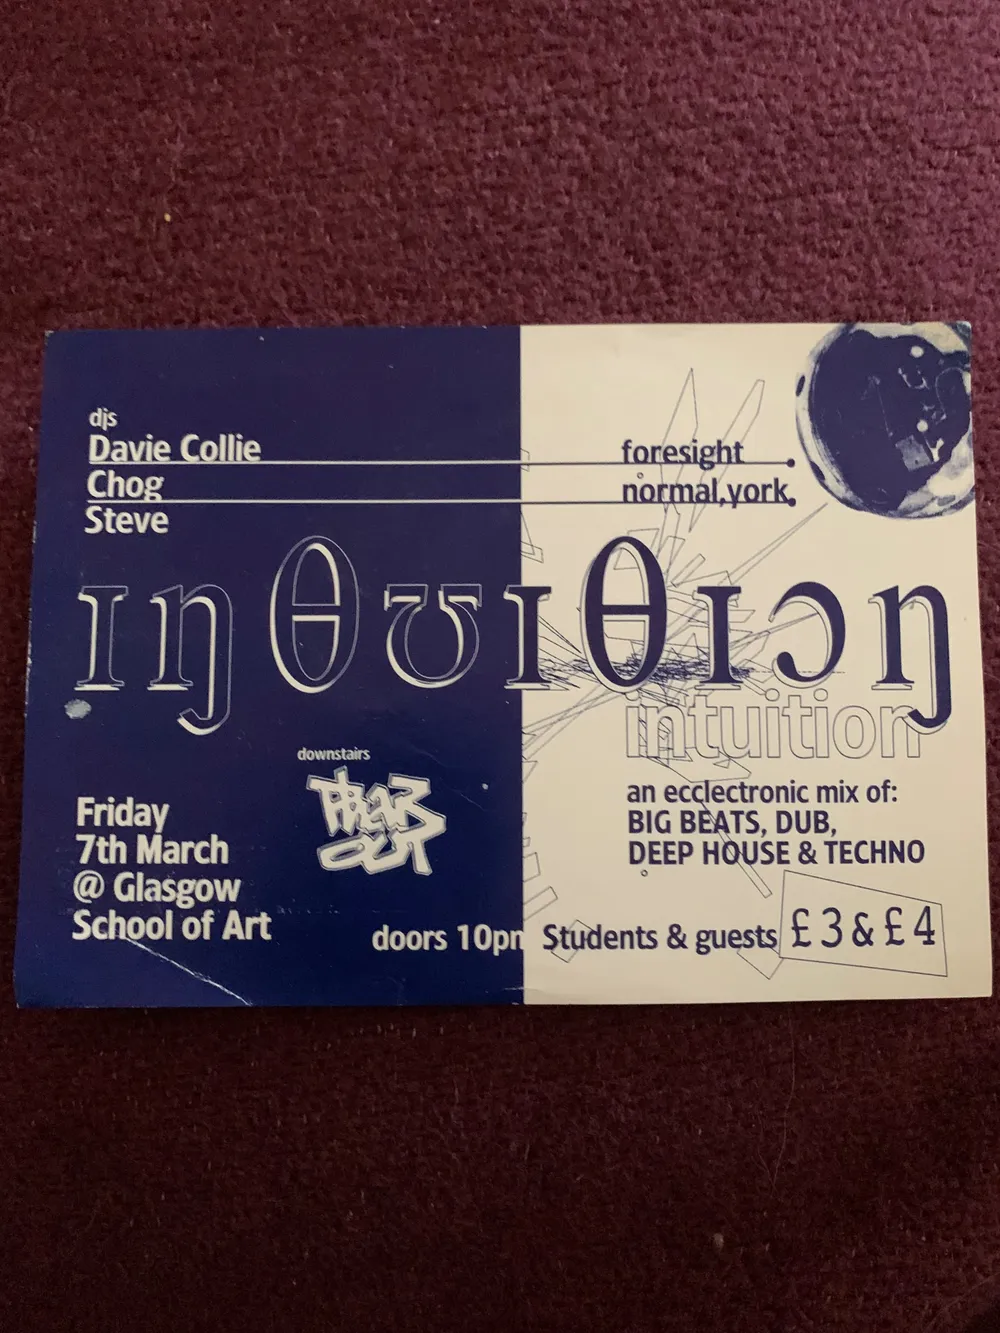 djs
Davie Collie foresight
Chog normal,york
Steve
ɪŋθʊɪθɪɔŋ
intuition
downstairs
Friday
7th March
@ Glasgow
School of Art
an ecclectronic mix of:
BIG BEATS, DUB,
DEEP HOUSE & TECHNO
doors 10pm Students & guests £3 & £4